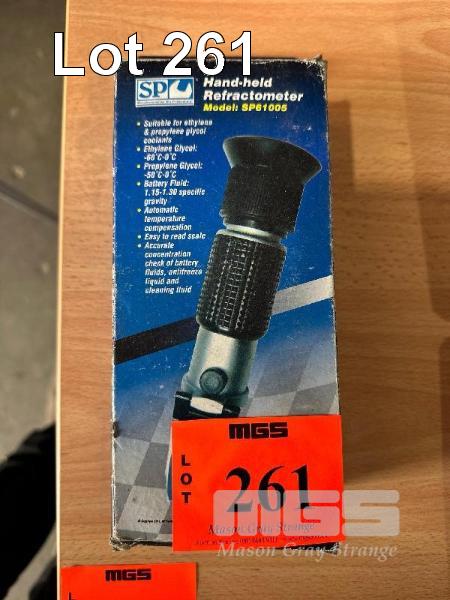 Lot 261
SP
Hand-held
Refractometer
Model: SP61005
• Suitable for ethylene
& propylene glycol
coolants
• Ethylene Glycol:
-60°C-0°C
• Propylene Glycol:
-50°C-0°C
• Battery Fluid:
1.15-1.30 specific
gravity
• Automatic
temperature
compensation
• Easy to read scale
• Accurate
concentration
check of battery
fluids, antifreeze
liquid and
cleaning fluid
MGS
LOT
261
Mason Gray Strange
MGS
Mason Gray Strange
MGS
L